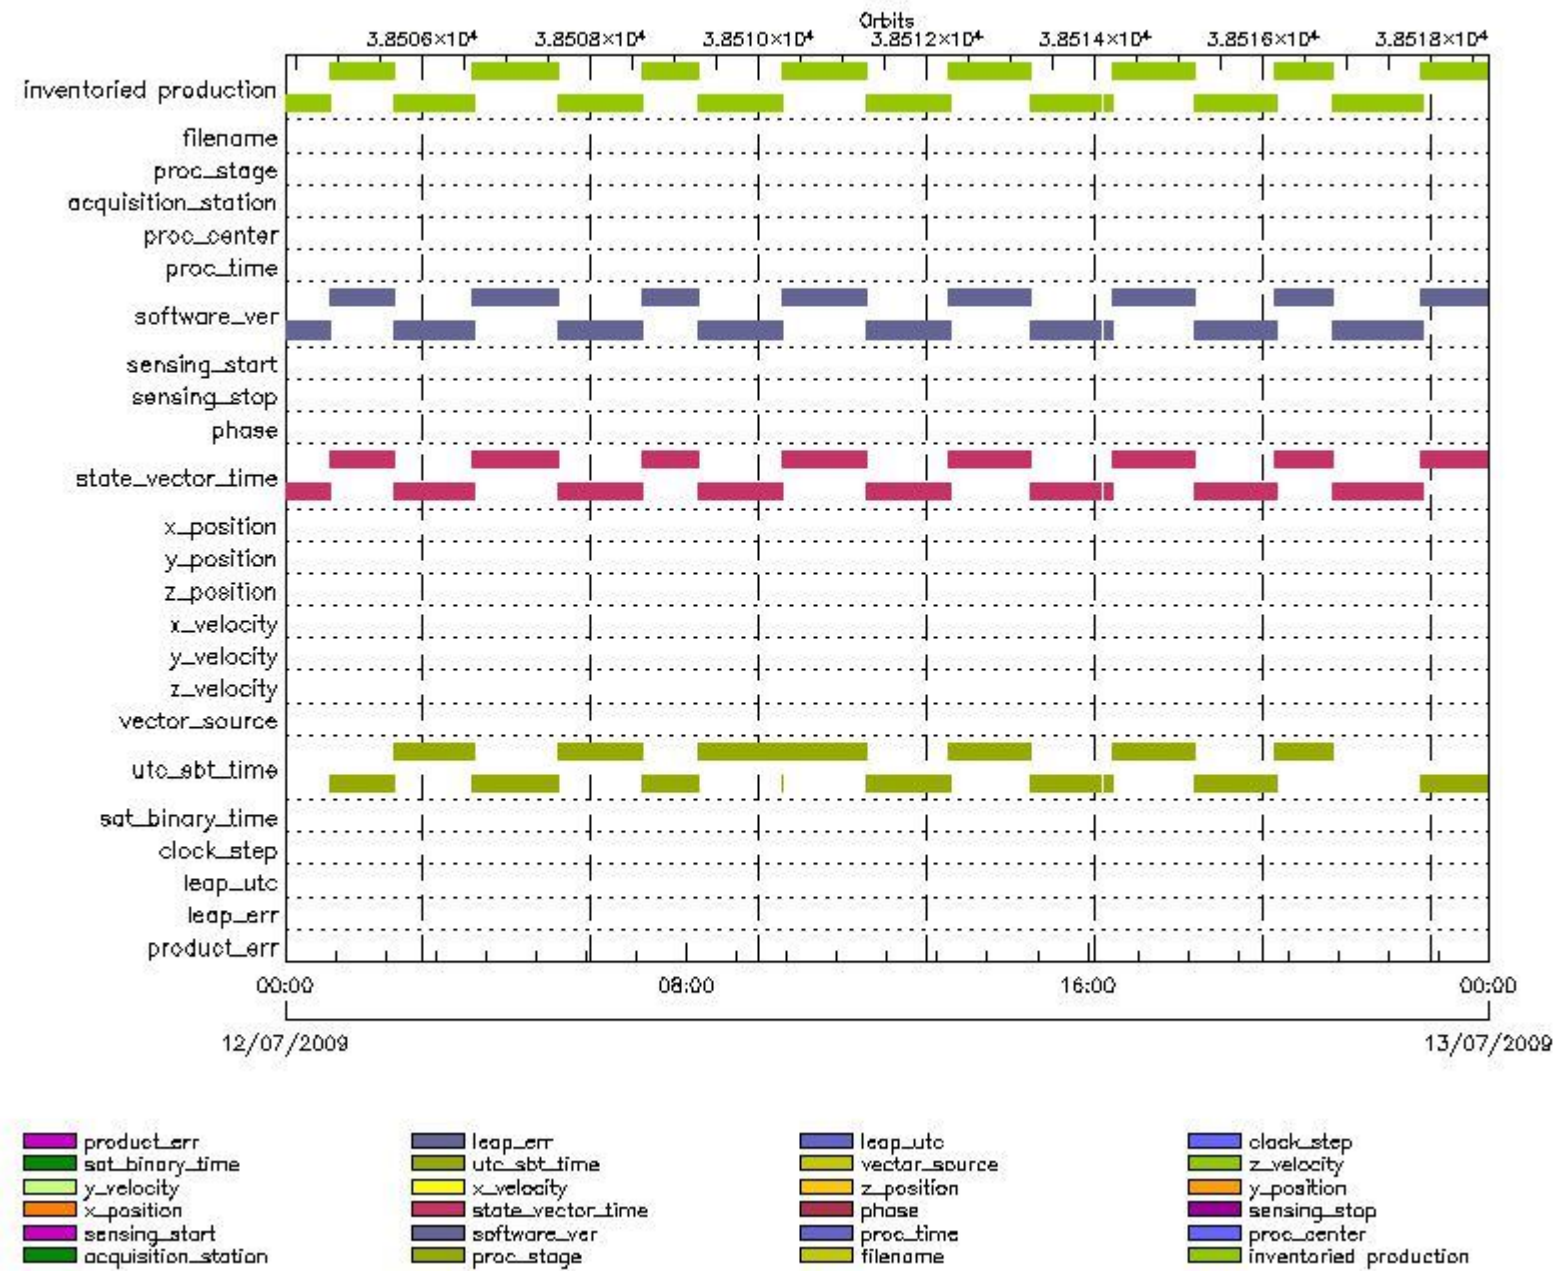 Orbits
3.8506×10⁴ 3.8508×10⁴ 3.8510×10⁴ 3.8512×10⁴ 3.8514×10⁴ 3.8516×10⁴ 3.8518×10⁴
inventoried production
filename
proc_stage
acquisition_station
proc_center
proc_time
software_ver
sensing_start
sensing_stop
phase
state_vector_time
x_position
y_position
z_position
x_velocity
y_velocity
z_velocity
vector_source
utc_sbt_time
sat_binary_time
clock_step
leap_utc
leap_err
product_err
00:00 08:00 16:00 00:00
12/07/2009 13/07/2009
product_err leap_err leap_utc clock_step
sat_binary_time utc_sbt_time vector_source z_velocity
y_velocity x_velocity z_position y_position
x_position state_vector_time phase sensing_stop
sensing_start software_ver proc_time proc_center
acquisition_station proc_stage filename inventoried production